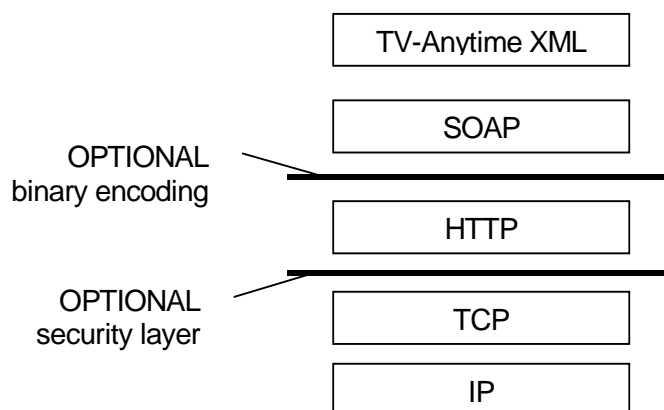 TV-Anytime XML
SOAP
OPTIONAL
binary encoding
HTTP
OPTIONAL
security layer
TCP
IP